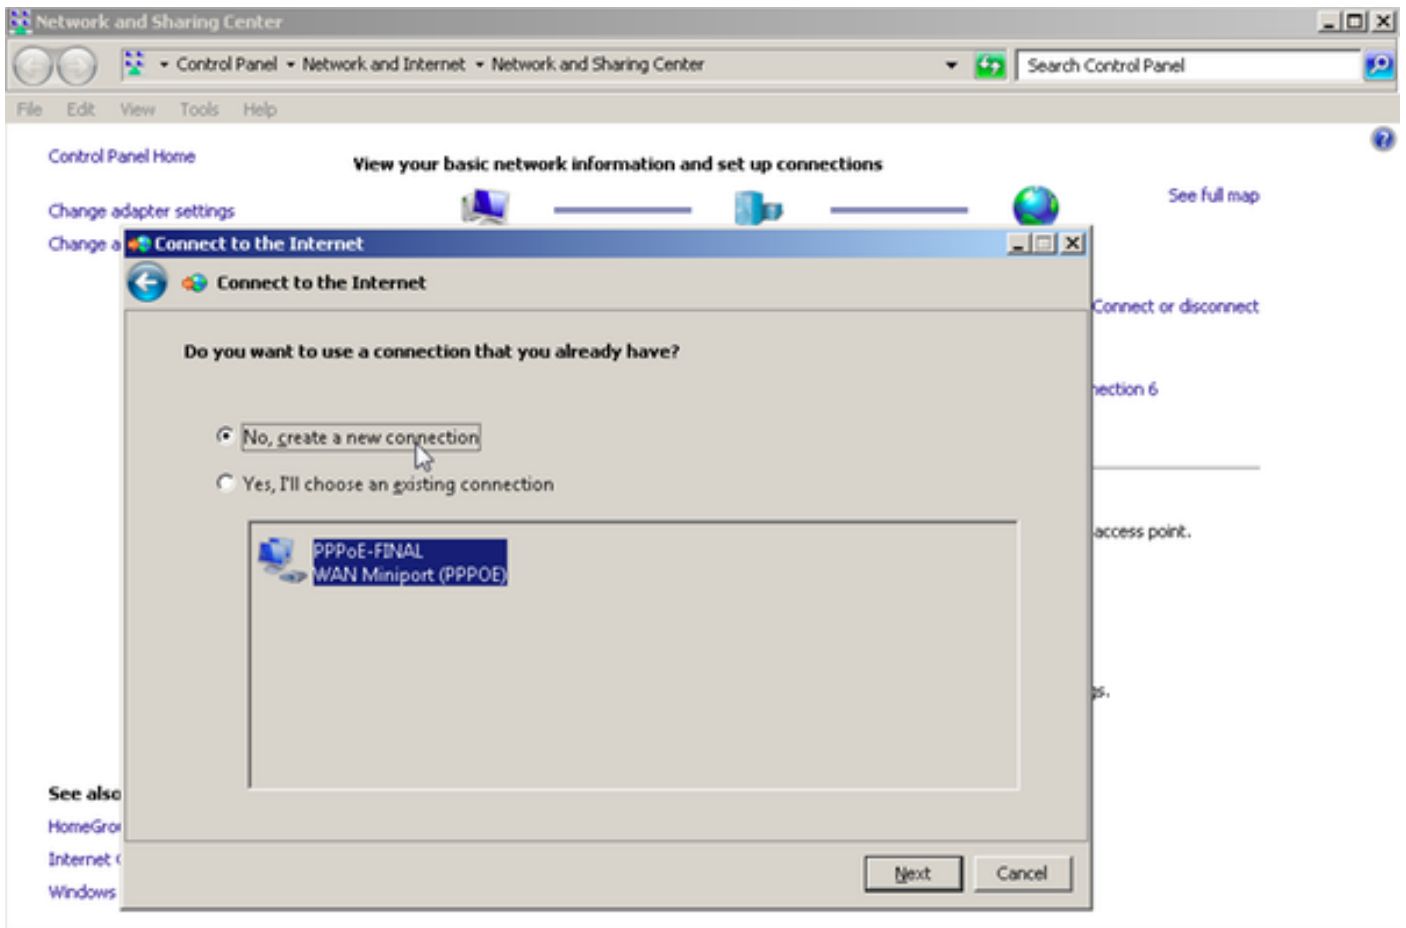 Network and Sharing Center
Control Panel Network and Internet Network and Sharing Center
Search Control Panel
File Edit View Tools Help
Control Panel Home
View your basic network information and set up connections
See full map
Change adapter settings
Change a
Connect to the Internet
Connect to the Internet
Connect or disconnect
Do you want to use a connection that you already have?
nection 6
No, create a new connection
Yes, I'll choose an existing connection
access point.
PPPoE-FINAL
WAN Miniport (PPPOE)
gs.
See also
HomeGro
Internet
Windows
Next
Cancel